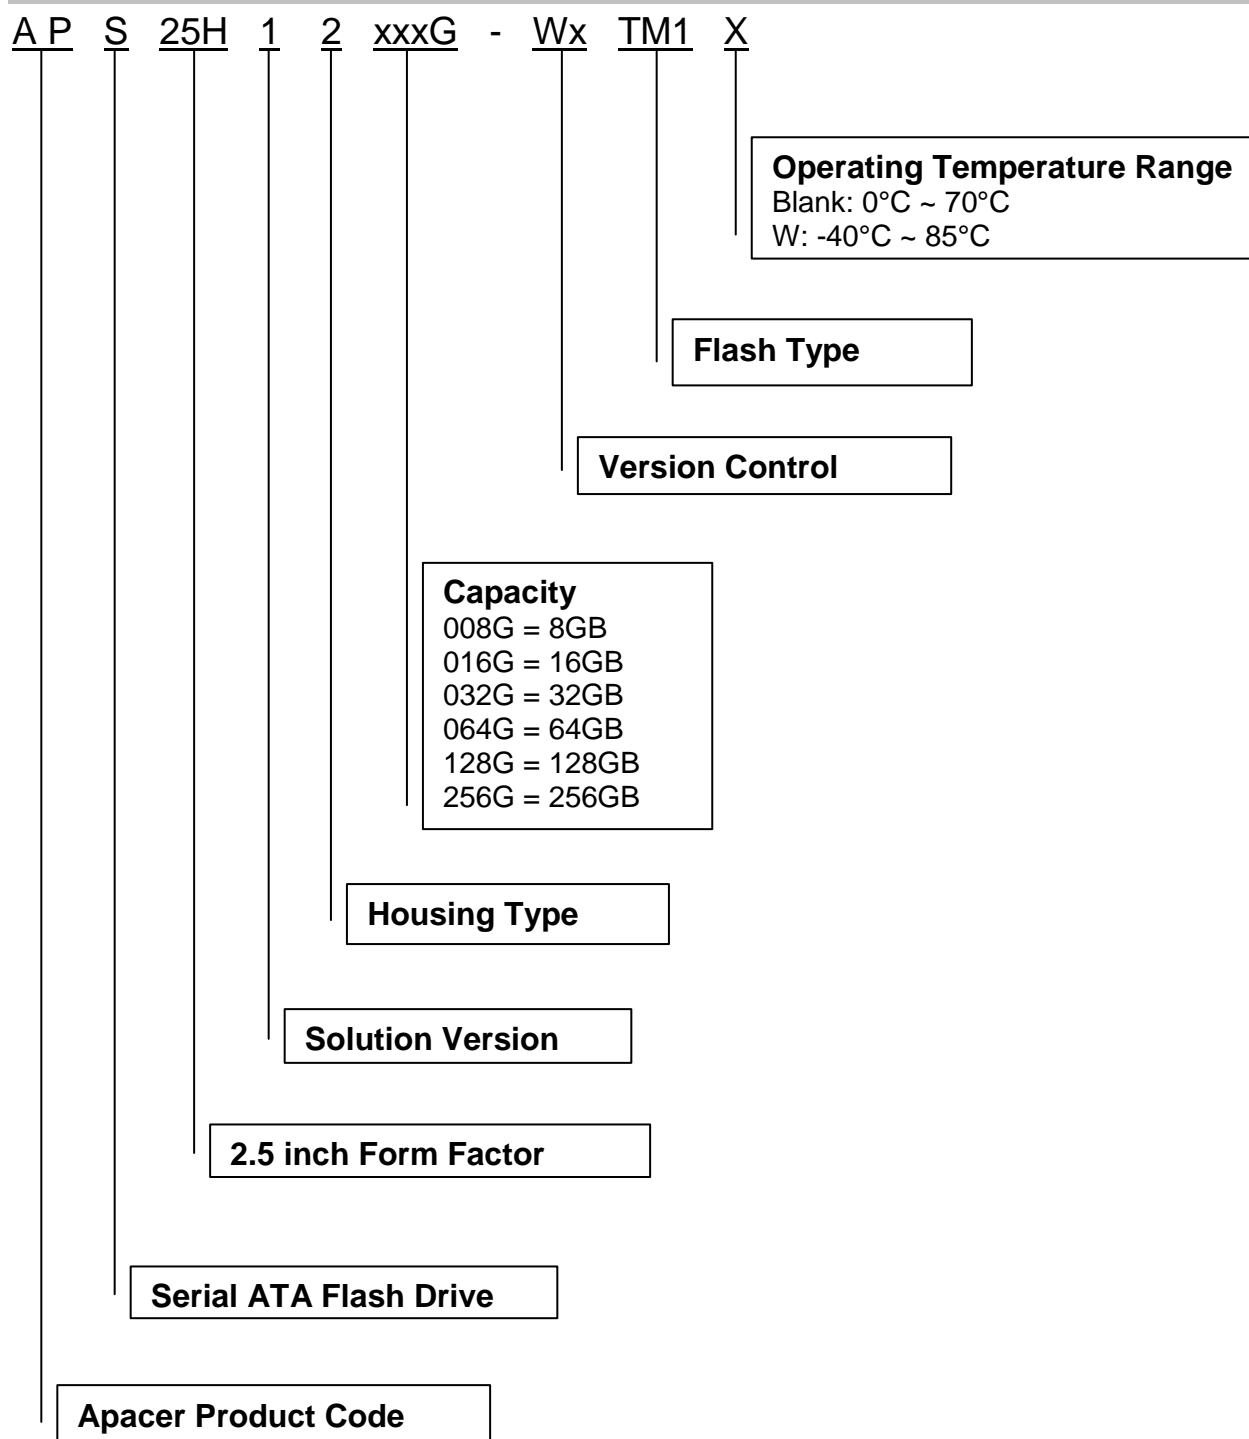 AP S 25H 1 2 xxxG - Wx TM1 X
Operating Temperature Range
Blank: 0°C ~ 70°C
W: -40°C ~ 85°C
Flash Type
Version Control
Capacity
008G = 8GB
016G = 16GB
032G = 32GB
064G = 64GB
128G = 128GB
256G = 256GB
Housing Type
Solution Version
2.5 inch Form Factor
Serial ATA Flash Drive
Apacer Product Code